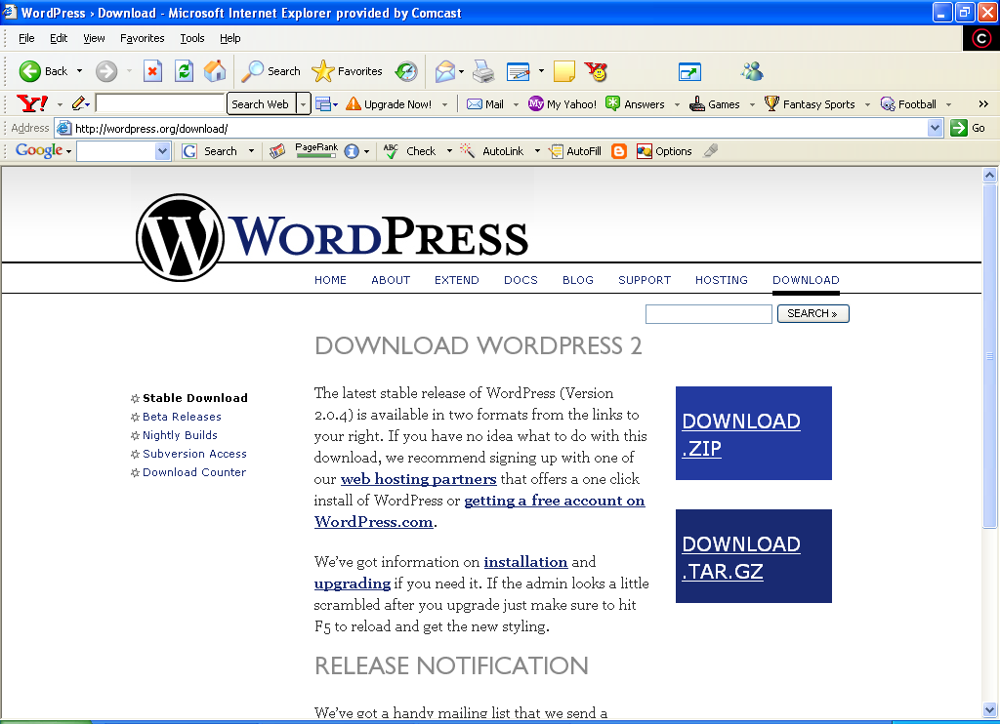 WordPress › Download - Microsoft Internet Explorer provided by Comcast
File Edit View Favorites Tools Help
Back Search Favorites
Y! Search Web Upgrade Now! Mail My Yahoo! Answers Games Fantasy Sports Football »
Address http://wordpress.org/download/ Go
Google G Search PageRank ABC Check AutoLink AutoFill Options
W WORDPRESS
HOME ABOUT EXTEND DOCS BLOG SUPPORT HOSTING DOWNLOAD
SEARCH »
DOWNLOAD WORDPRESS 2
Stable Download
Beta Releases
Nightly Builds
Subversion Access
Download Counter
The latest stable release of WordPress (Version
2.0.4) is available in two formats from the links to
your right. If you have no idea what to do with this
download, we recommend signing up with one of
our web hosting partners that offers a one click
install of WordPress or getting a free account on
WordPress.com.
We've got information on installation and
upgrading if you need it. If the admin looks a little
scrambled after you upgrade just make sure to hit
F5 to reload and get the new styling.
DOWNLOAD
.ZIP
DOWNLOAD
.TAR.GZ
RELEASE NOTIFICATION
We've got a handy mailing list that we send a